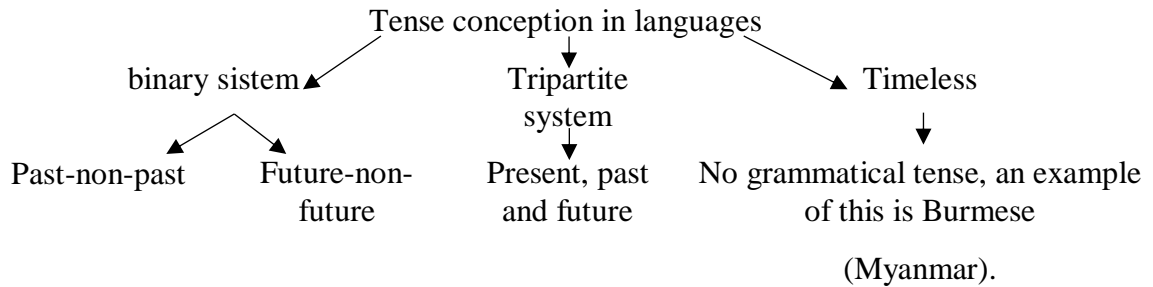 Tense conception in languages
binary sistem
Tripartite
system
Timeless
Past-non-past
Future-non-
future
Present, past
and future
No grammatical tense, an example
of this is Burmese
(Myanmar).